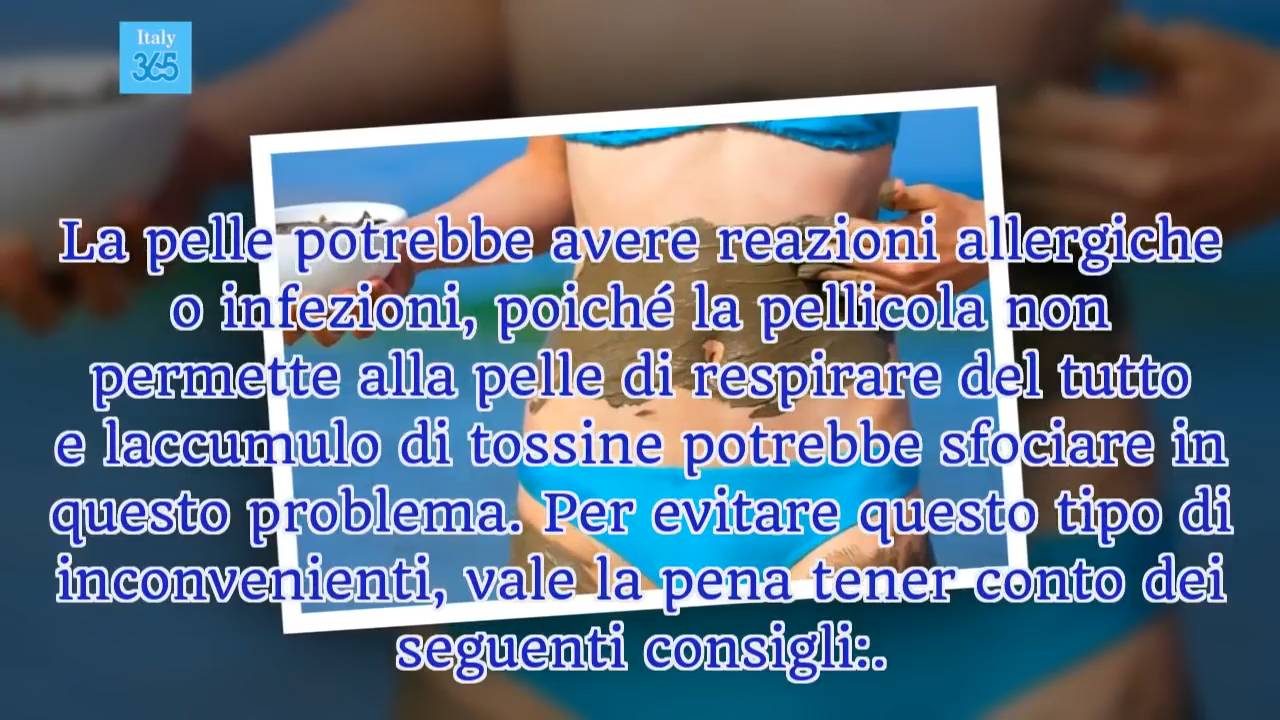 Italy
365
La pelle potrebbe avere reazioni allergiche
o infezioni, poiché la pellicola non
permette alla pelle di respirare del tutto
e laccumulo di tossine potrebbe sfociare in
questo problema. Per evitare questo tipo di
inconvenienti, vale la pena tener conto dei
seguenti consigli:.